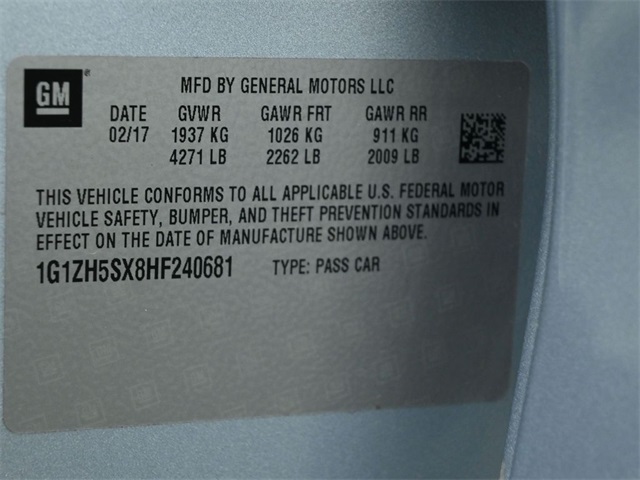 GM®
MFD BY GENERAL MOTORS LLC
DATE GVWR GAWR FRT GAWR RR
02/17 1937 KG 1026 KG 911 KG
4271 LB 2262 LB 2009 LB
THIS VEHICLE CONFORMS TO ALL APPLICABLE U.S. FEDERAL MOTOR
VEHICLE SAFETY, BUMPER, AND THEFT PREVENTION STANDARDS IN
EFFECT ON THE DATE OF MANUFACTURE SHOWN ABOVE.
1G1ZH5SX8HF240681 TYPE: PASS CAR